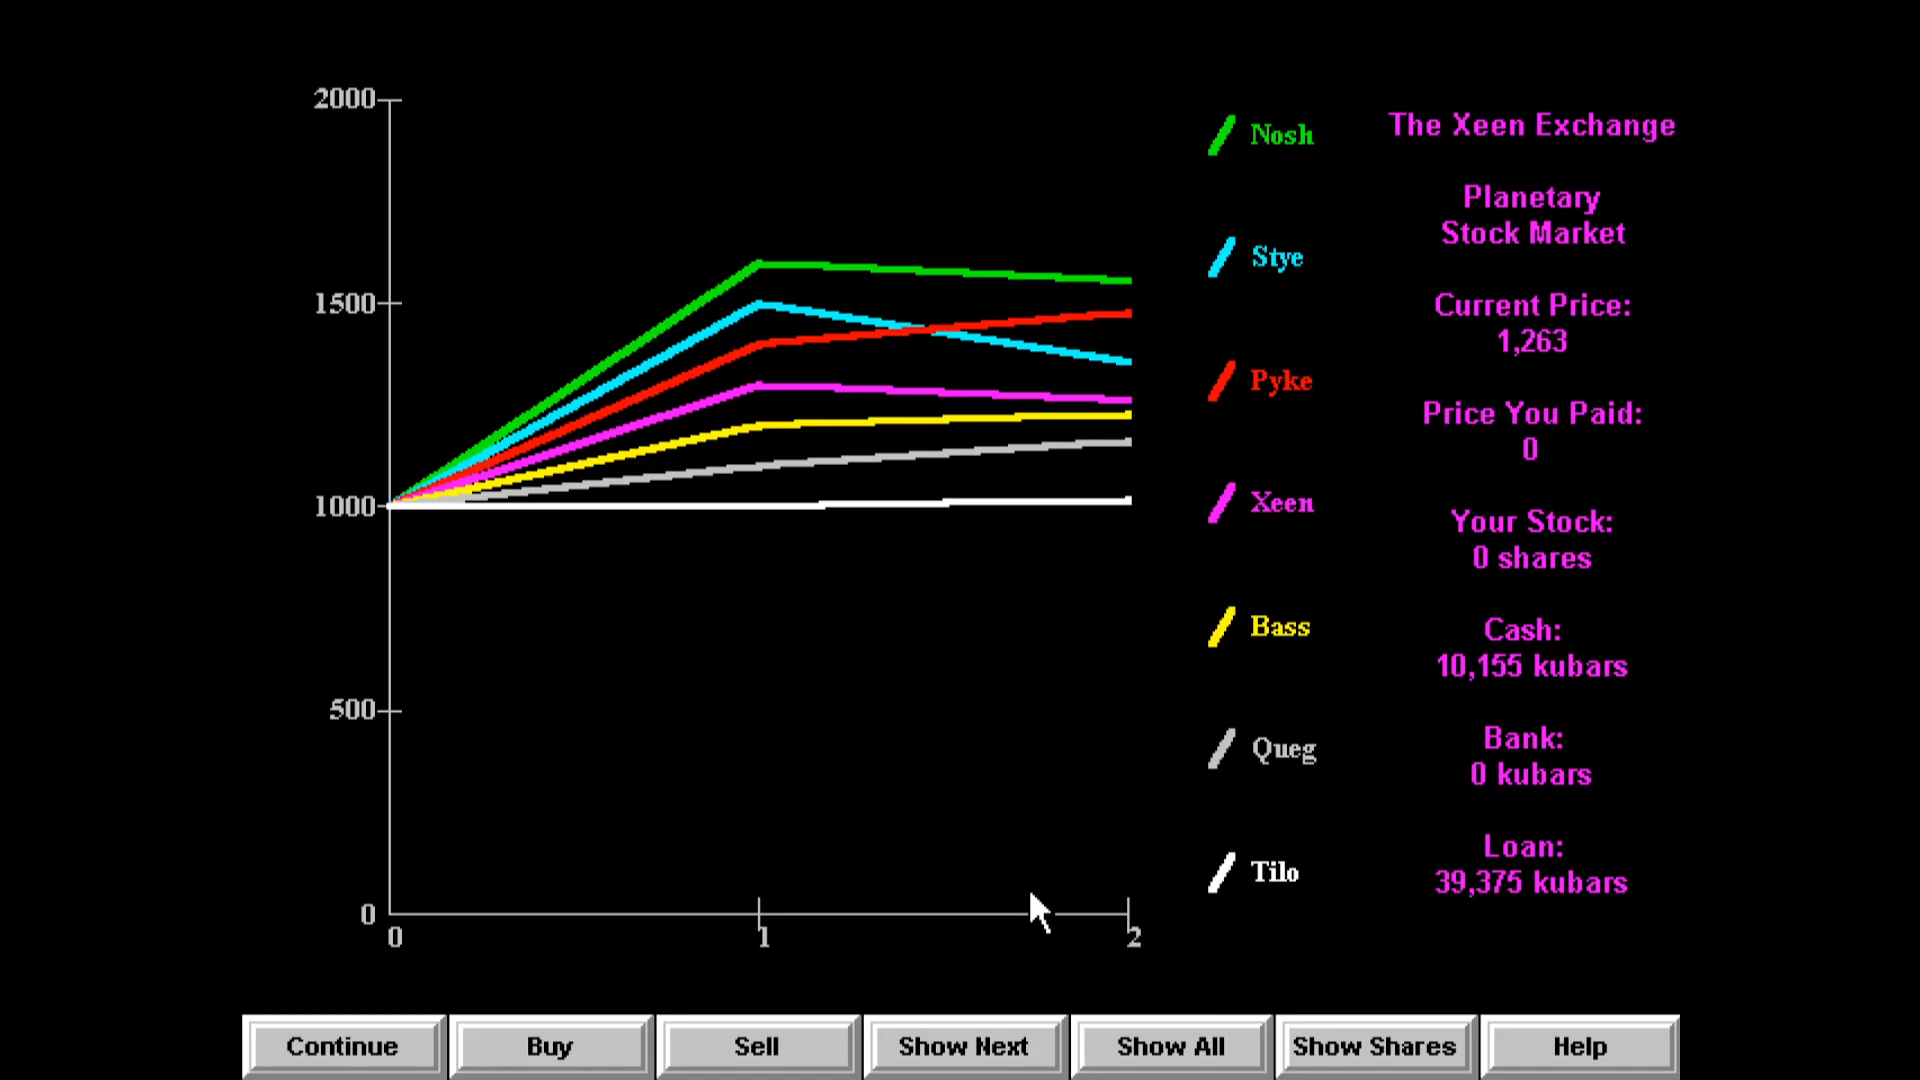 2000
1500
1000
500
0
0
1
2
Nosh
Stye
Pyke
Xeen
Bass
Queg
Tilo
The Xeen Exchange
Planetary
Stock Market
Current Price:
1,263
Price You Paid:
0
Your Stock:
0 shares
Cash:
10,155 kubars
Bank:
0 kubars
Loan:
39,375 kubars
Continue
Buy
Sell
Show Next
Show All
Show Shares
Help